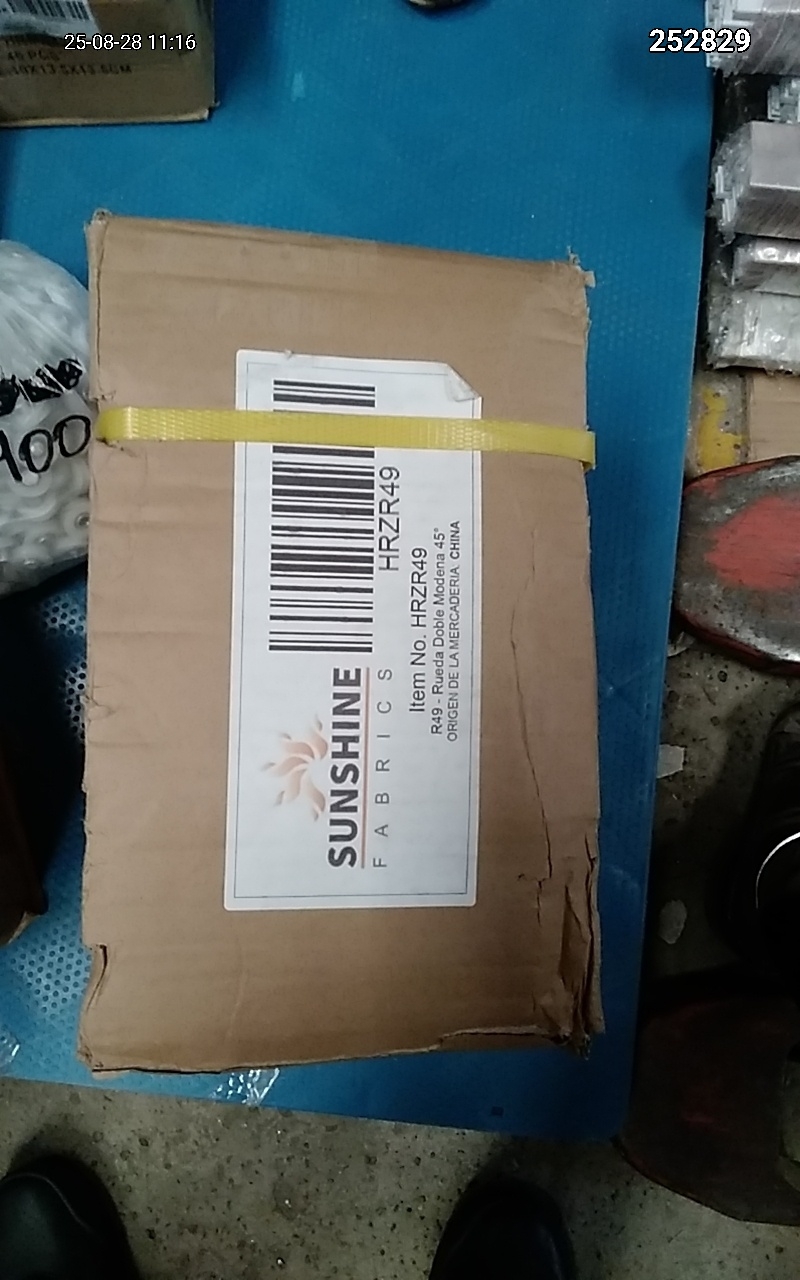 25-08-28 11:16
252829
400
SUNSHINE
FABRICS
HRZR49
Item No. HRZR49
R49 - Rueda Doble Modena 45°
ORIGEN DE LA MERCADERIA. CHINA